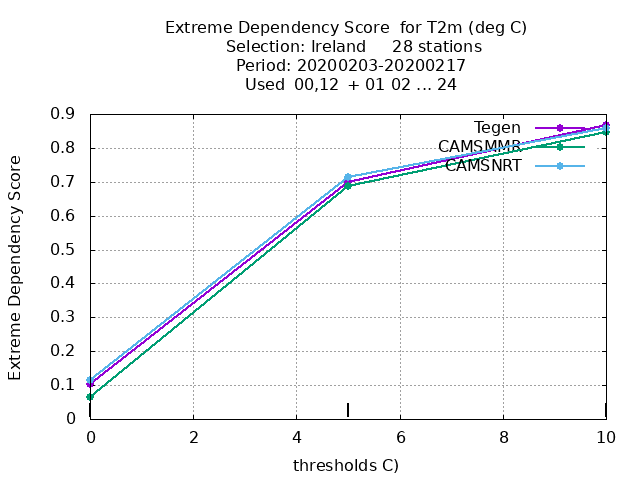 Extreme Dependency Score  for T2m (deg C)
Selection: Ireland     28 stations
Period: 20200203-20200217
Used  00,12  + 01 02 ... 24
Extreme Dependency Score
0.9
0.8
0.7
0.6
0.5
0.4
0.3
0.2
0.1
0
Tegen
CAMSMMR
CAMSNRT
0 2 4 6 8 10
thresholds C)